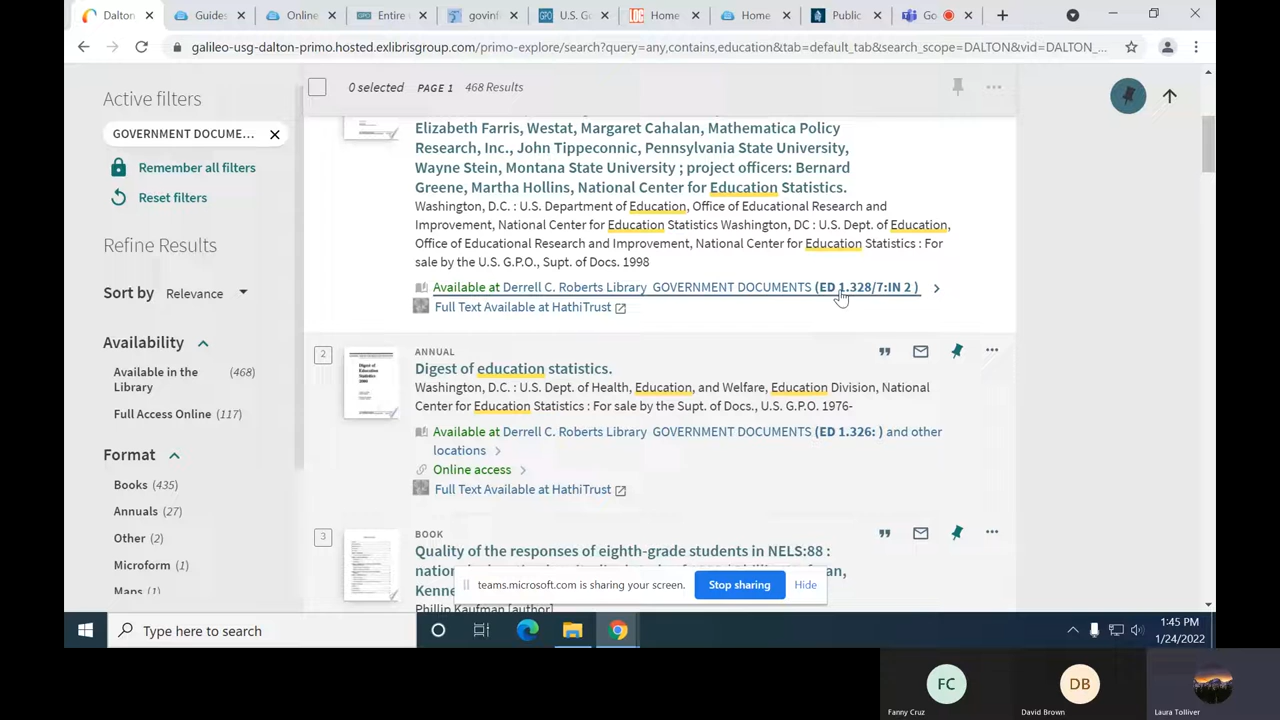 Dalton
Guides
Online
Entire
govinf
U.S. Go
Home
Home
Public
Go
galileo-usg-dalton-primo.hosted.exlibrisgroup.com/primo-explore/search?query=any,contains,education&tab=default_tab&search_scope=DALTON&vid=DALTON_...
Active filters
GOVERNMENT DOCUME...
Remember all filters
Reset filters
Refine Results
Sort by Relevance
Availability
Available in the (468)
Library
Full Access Online (117)
Format
Books (435)
Annuals (27)
Other (2)
Microform (1)
Maps (1)
0 selected PAGE 1 468 Results
Elizabeth Farris, Westat, Margaret Cahalan, Mathematica Policy
Research, Inc., John Tippeconnic, Pennsylvania State University,
Wayne Stein, Montana State University ; project officers: Bernard
Greene, Martha Hollins, National Center for Education Statistics.
Washington, D.C. : U.S. Department of Education, Office of Educational Research and
Improvement, National Center for Education Statistics Washington, DC : U.S. Dept. of Education,
Office of Educational Research and Improvement, National Center for Education Statistics : For
sale by the U.S. G.P.O., Supt. of Docs. 1998
Available at Derrell C. Roberts Library GOVERNMENT DOCUMENTS (ED 1.328/7:IN 2 )
Full Text Available at HathiTrust
2
ANNUAL
Digest of education statistics.
Washington, D.C. : U.S. Dept. of Health, Education, and Welfare, Education Division, National
Center for Education Statistics : For sale by the Supt. of Docs., U.S. G.P.O. 1976-
Available at Derrell C. Roberts Library GOVERNMENT DOCUMENTS (ED 1.326: ) and other
locations
Online access
Full Text Available at HathiTrust
3
BOOK
Quality of the responses of eighth-grade students in NELS:88 :
Phillip Kaufman [author]
teams.microsoft.com is sharing your screen. Stop sharing Hide
Type here to search
1:45 PM
1/24/2022
FC
DB
Fanny Cruz
David Brown
Laura Tolliver